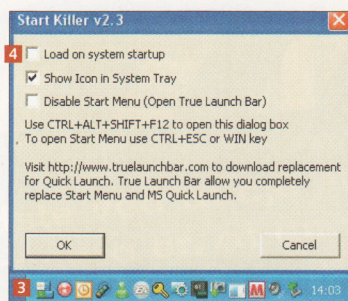 Start Killer v2.3
4
Load on system startup
Show Icon in System Tray
Disable Start Menu (Open True Launch Bar)
Use CTRL+ALT+SHIFT+F12 to open this dialog box
To open Start Menu use CTRL+ESC or WIN key
Visit http://www.truelaunchbar.com to download replacement
for Quick Launch. True Launch Bar allow you completely
replace Start Menu and MS Quick Launch.
OK Cancel
3 M 14:03